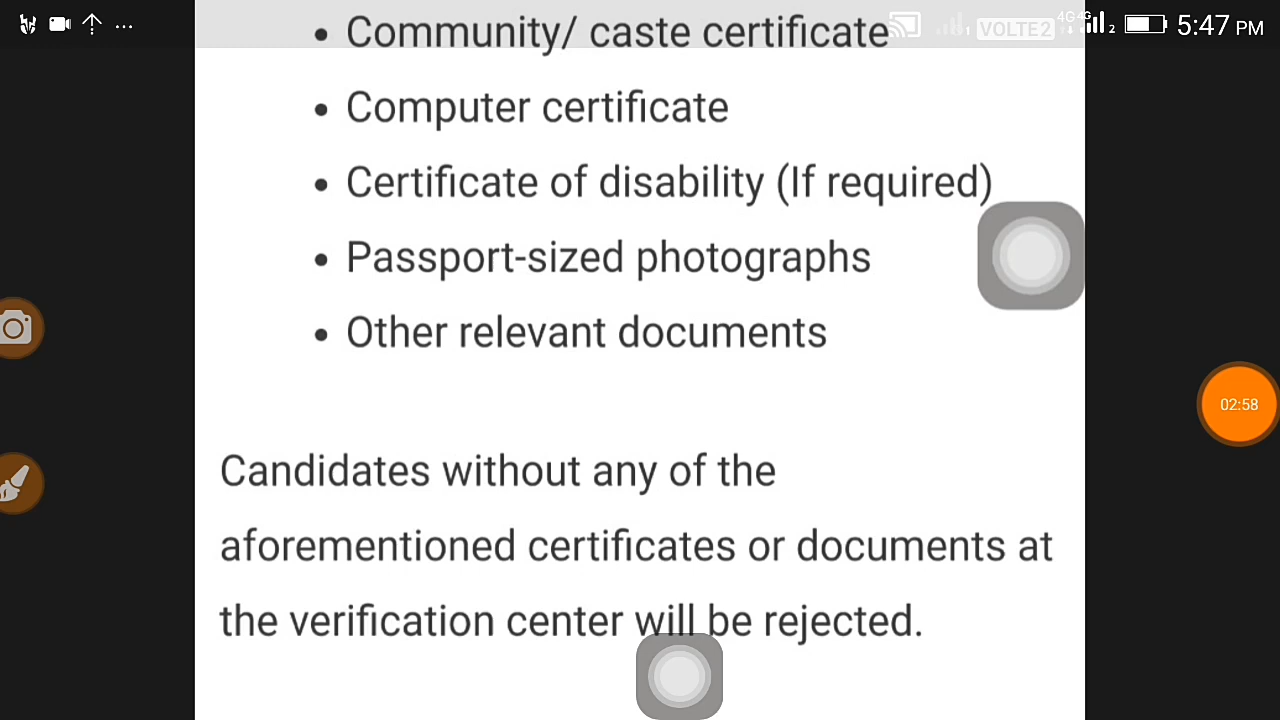 VOLTE2 4G4G 2 5:47 PM
• Community/ caste certificate
• Computer certificate
• Certificate of disability (If required)
• Passport-sized photographs
• Other relevant documents
02:58
Candidates without any of the
aforementioned certificates or documents at
the verification center will be rejected.